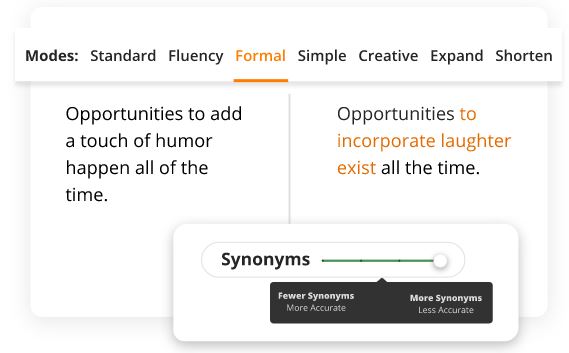 Modes: Standard Fluency Formal Simple Creative Expand Shorten
Opportunities to add
a touch of humor
happen all of the
time.
Opportunities to
incorporate laughter
exist all the time.
Synonyms
Fewer Synonyms
More Accurate
More Synonyms
Less Accurate